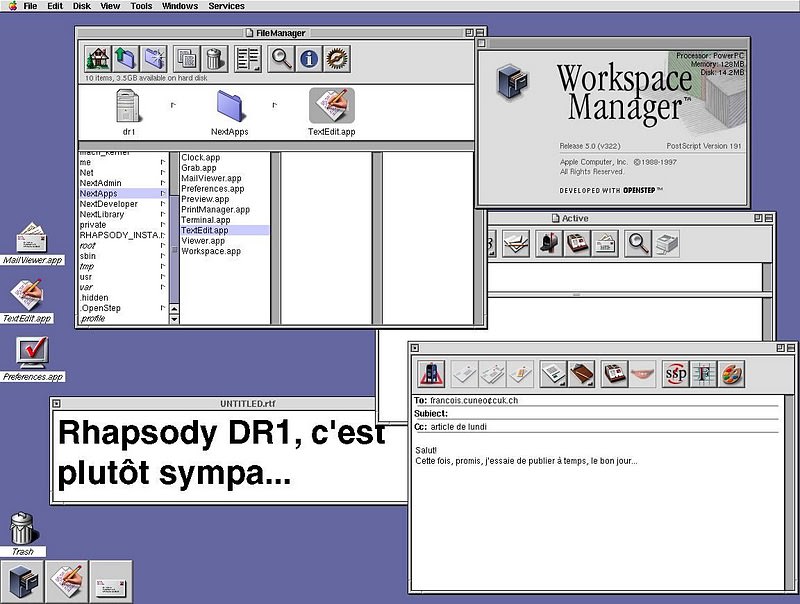 File Edit Disk View Tools Windows Services
FileManager
10 items, 3.5GB available on hard disk
dr1
NextApps
TextEdit.app
mach_kernel
me
Net
NextAdmin
NextApps
NextDeveloper
NextLibrary
private
RHAPSODY_INSTA
root
sbin
tmp
usr
var
.hidden
.OpenStep
.profile
Clock.app
Grab.app
MailViewer.app
Preferences.app
Preview.app
PrintManager.app
Terminal.app
TextEdit.app
Viewer.app
Workspace.app
Processor: PowerPC
Memory: 128MB
Disk: 14.2MB
Workspace
Manager™
Release 5.0 (v322)
PostScript Version 191
Apple Computer, Inc. ©1988-1997
All Rights Reserved.
DEVELOPED WITH OPENSTEP™
Active
MailViewer.app
TextEdit.app
Preferences.app
UNTITLED.rtf
Rhapsody DR1, c'est
plutôt sympa...
ssp
To: francois.cuneo@cuk.ch
Subject:
Cc: article de lundi
Salut!
Cette fois, promis, j'essaie de publier à temps, le bon jour...
Trash